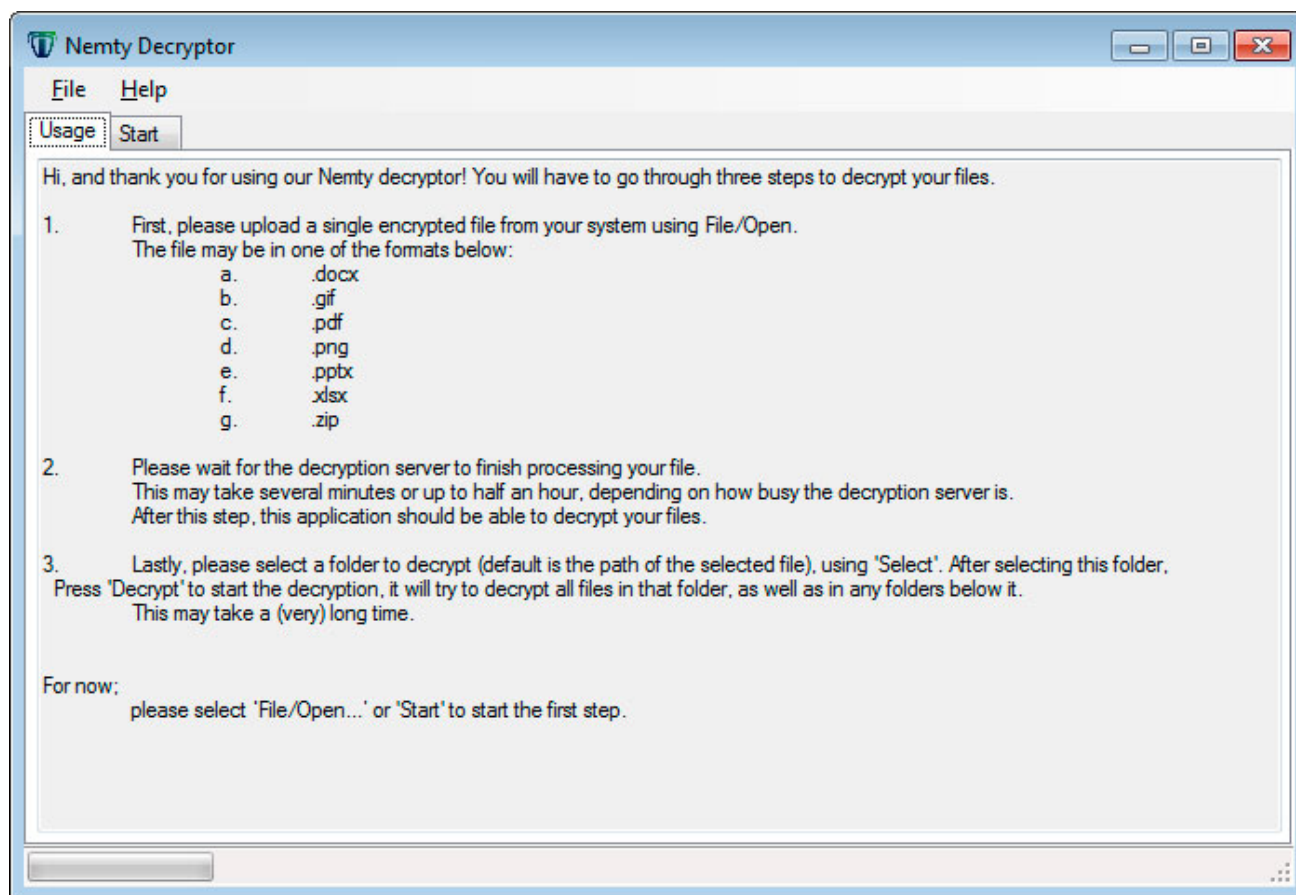 Nemty Decryptor
File Help
Usage Start
Hi, and thank you for using our Nemty decryptor! You will have to go through three steps to decrypt your files.
1. First, please upload a single encrypted file from your system using File/Open.
The file may be in one of the formats below:
a. .docx
b. .gif
c. .pdf
d. .png
e. .pptx
f. .xlsx
g. .zip
2. Please wait for the decryption server to finish processing your file.
This may take several minutes or up to half an hour, depending on how busy the decryption server is.
After this step, this application should be able to decrypt your files.
3. Lastly, please select a folder to decrypt (default is the path of the selected file), using 'Select'. After selecting this folder,
Press 'Decrypt' to start the decryption, it will try to decrypt all files in that folder, as well as in any folders below it.
This may take a (very) long time.
For now;
please select 'File/Open...' or 'Start' to start the first step.